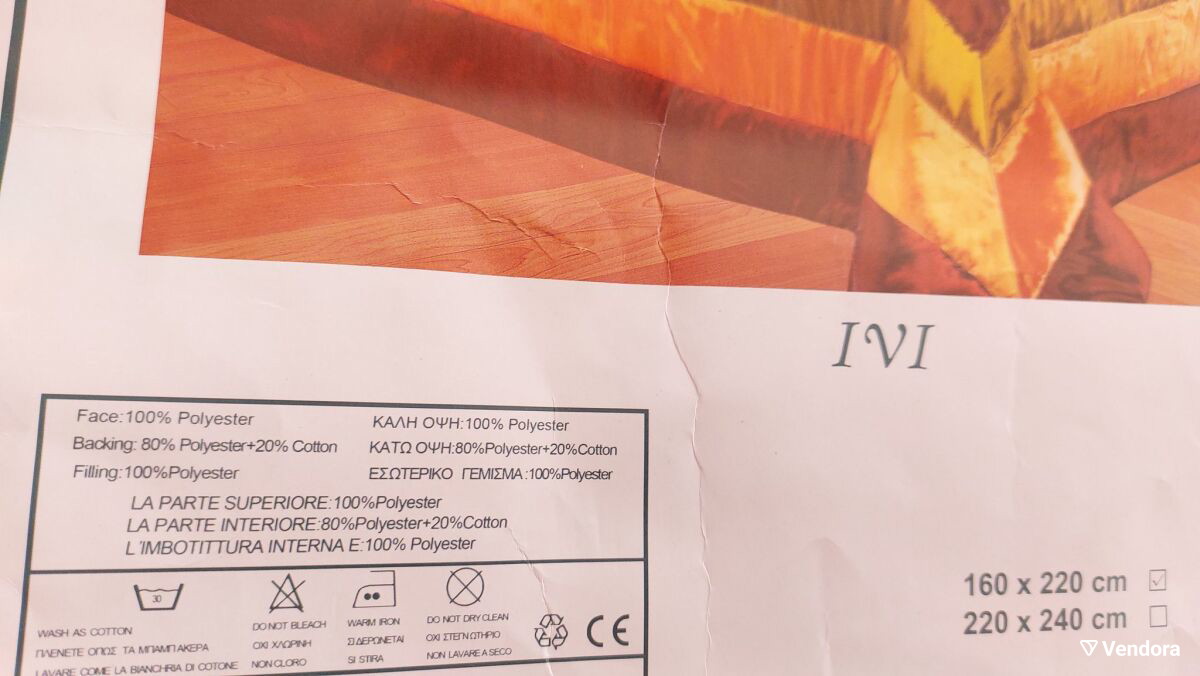 IVI
Face:100% Polyester
Backing: 80% Polyester+20% Cotton
Filling:100%Polyester
ΚΑΛΗ ΟΨΗ:100% Polyester
ΚΑΤΩ ΟΨΗ:80%Polyester+20%Cotton
ΕΣΩΤΕΡΙΚΟ ΓΕΜΙΣΜΑ:100%Polyester
LA PARTE SUPERIORE:100%Polyester
LA PARTE INTERIORE:80%Polyester+20%Cotton
L'IMBOTITTURA INTERNA E:100% Polyester
30
WASH AS COTTON
ΠΛΕΝΕΤΕ ΟΠΩΣ ΤΑ ΜΠΑΜΠΑΚΕΡΑ
LAVARE COME LA BIANCHRIA DI COTONE
DO NOT BLEACH
ΟΧΙ ΧΛΩΡΙΝΗ
NON CLORO
WARM IRON
ΣΙΔΕΡΩΝΕΤΑΙ
SI STIRA
DO NOT DRY CLEAN
ΟΧΙ ΣΤΕΓΝΩΤΗΡΙΟ
NON LAVARE A SECO
CE
160 x 220 cm ☑
220 x 240 cm ☐
Vendora